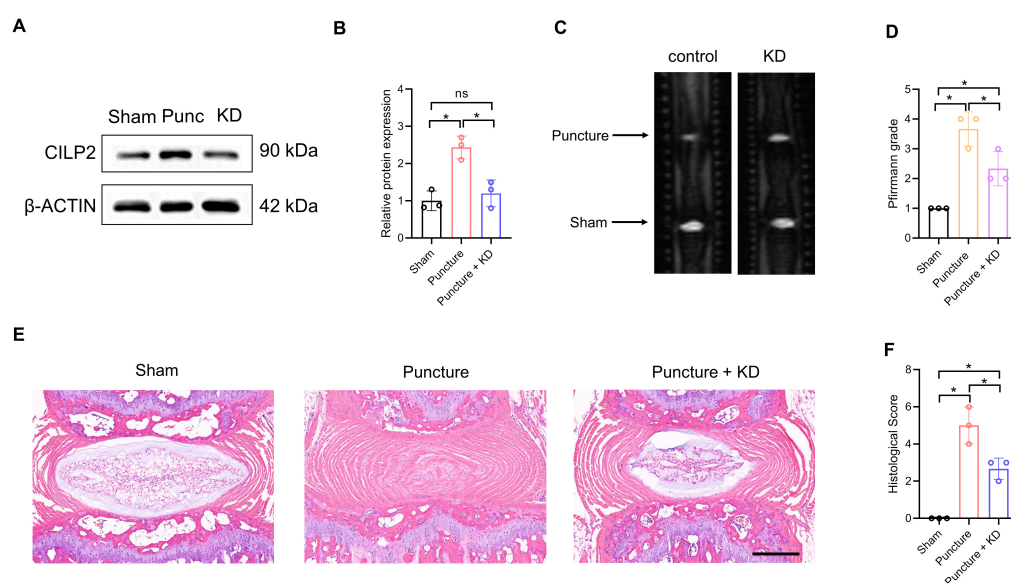 A
Sham Punc KD
CILP2
90 kDa
β-ACTIN
42 kDa
B
Relative protein expression
4
3
2
1
0
ns
* *
Sham
Puncture
Puncture + KD
C
control KD
Puncture
Sham
D
Pfirrmann grade
5
4
3
2
1
0
*
* *
Sham
Puncture
Puncture + KD
E
Sham
Puncture
Puncture + KD
F
Histological Score
8
6
4
2
0
*
* *
Sham
Puncture
Puncture + KD